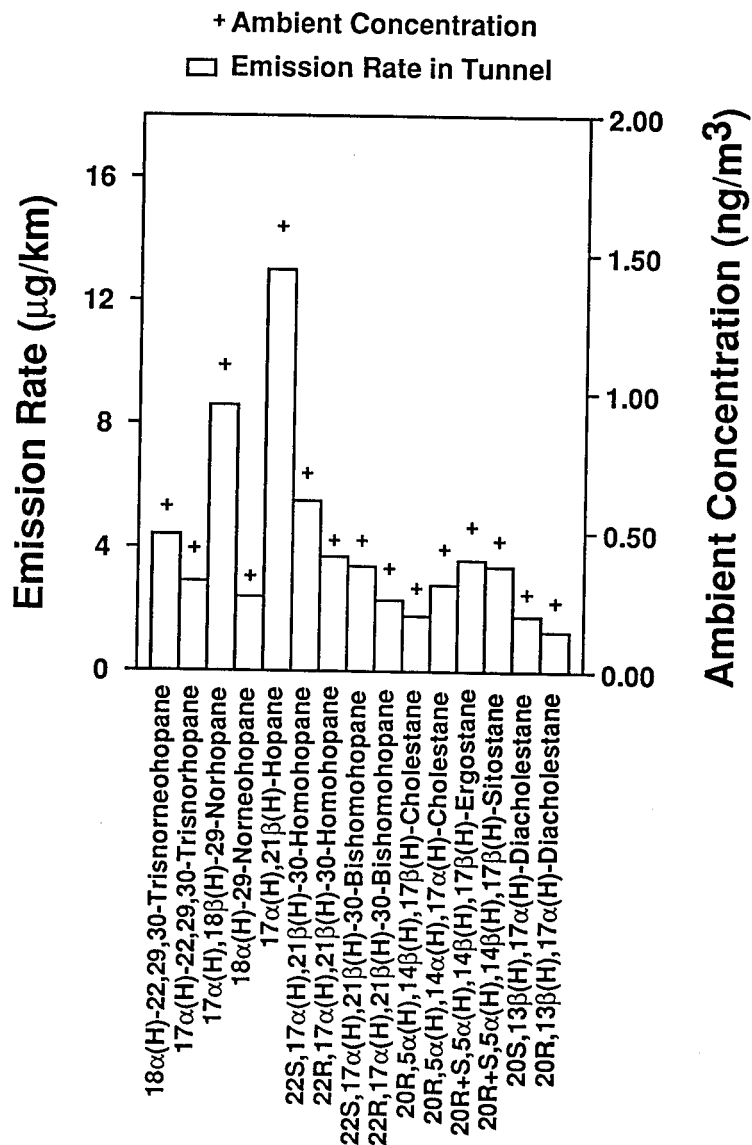 + Ambient Concentration
Emission Rate in Tunnel
Emission Rate (μg/km)
16
12
8
4
0
2.00
1.50
1.00
0.50
0.00
Ambient Concentration (ng/m³)
18α(H)-22,29,30-Trisnorneohopane
17α(H)-22,29,30-Trisnorhopane
17α(H),18β(H)-29-Norhopane
18α(H)-29-Norneohopane
17α(H),21β(H)-Hopane
22S,17α(H),21β(H)-30-Homohopane
22R,17α(H),21β(H)-30-Homohopane
22S,17α(H),21β(H)-30-Bishomohopane
22R,17α(H),21β(H)-30-Bishomohopane
20R,5α(H),14β(H),17β(H)-Cholestane
20R,5α(H),14α(H),17α(H)-Cholestane
20R+S,5α(H),14β(H),17β(H)-Ergostane
20R+S,5α(H),14β(H),17β(H)-Sitostane
20S,13β(H),17α(H)-Diacholestane
20R,13β(H),17α(H)-Diacholestane